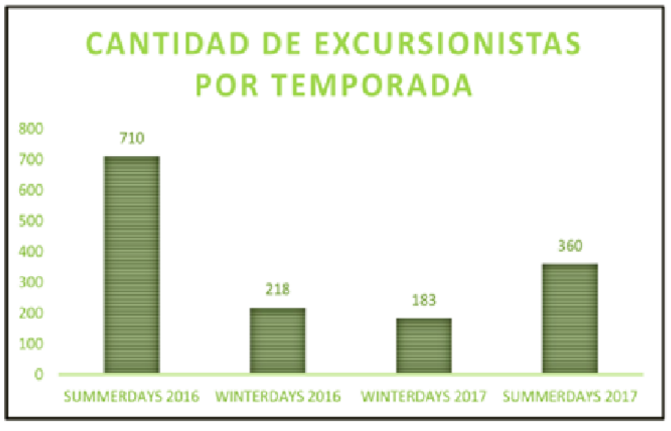 CANTIDAD DE EXCURSIONISTAS
POR TEMPORADA
800
700
600
500
400
300
200
100
0
710
218
183
360
SUMMERDAYS 2016
WINTERDAYS 2016
WINTERDAYS 2017
SUMMERDAYS 2017